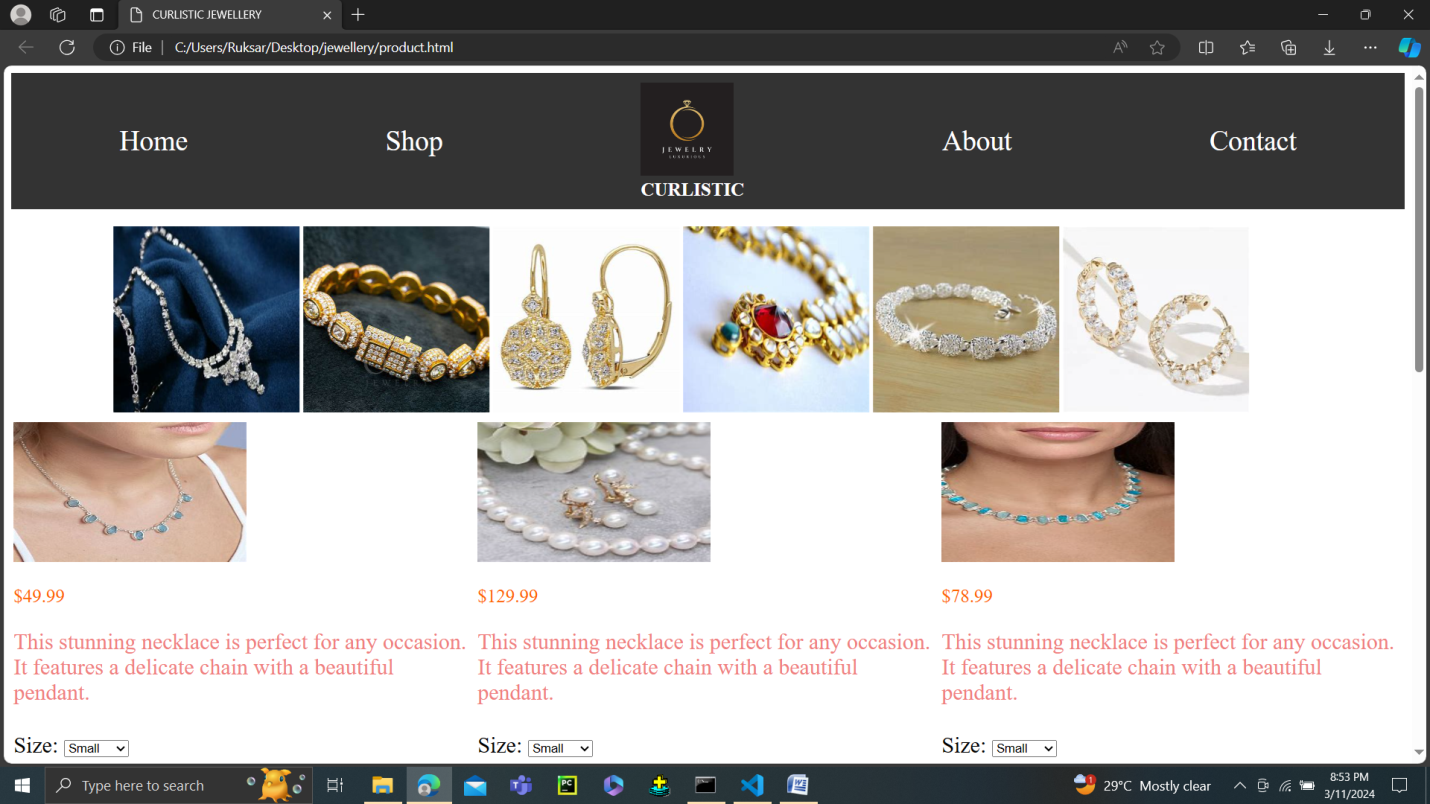 CURLISTIC JEWELLERY
File
C:/Users/Ruksar/Desktop/jewellery/product.html
Home
Shop
JEWELRY
LUXURIOUS
CURLISTIC
About
Contact
$49.99
$129.99
$78.99
This stunning necklace is perfect for any occasion.
It features a delicate chain with a beautiful
pendant.
This stunning necklace is perfect for any occasion.
It features a delicate chain with a beautiful
pendant.
This stunning necklace is perfect for any occasion.
It features a delicate chain with a beautiful
pendant.
Size: Small
Size: Small
Size: Small
Type here to search
PC
1
29°C Mostly clear
8:53 PM
3/11/2024